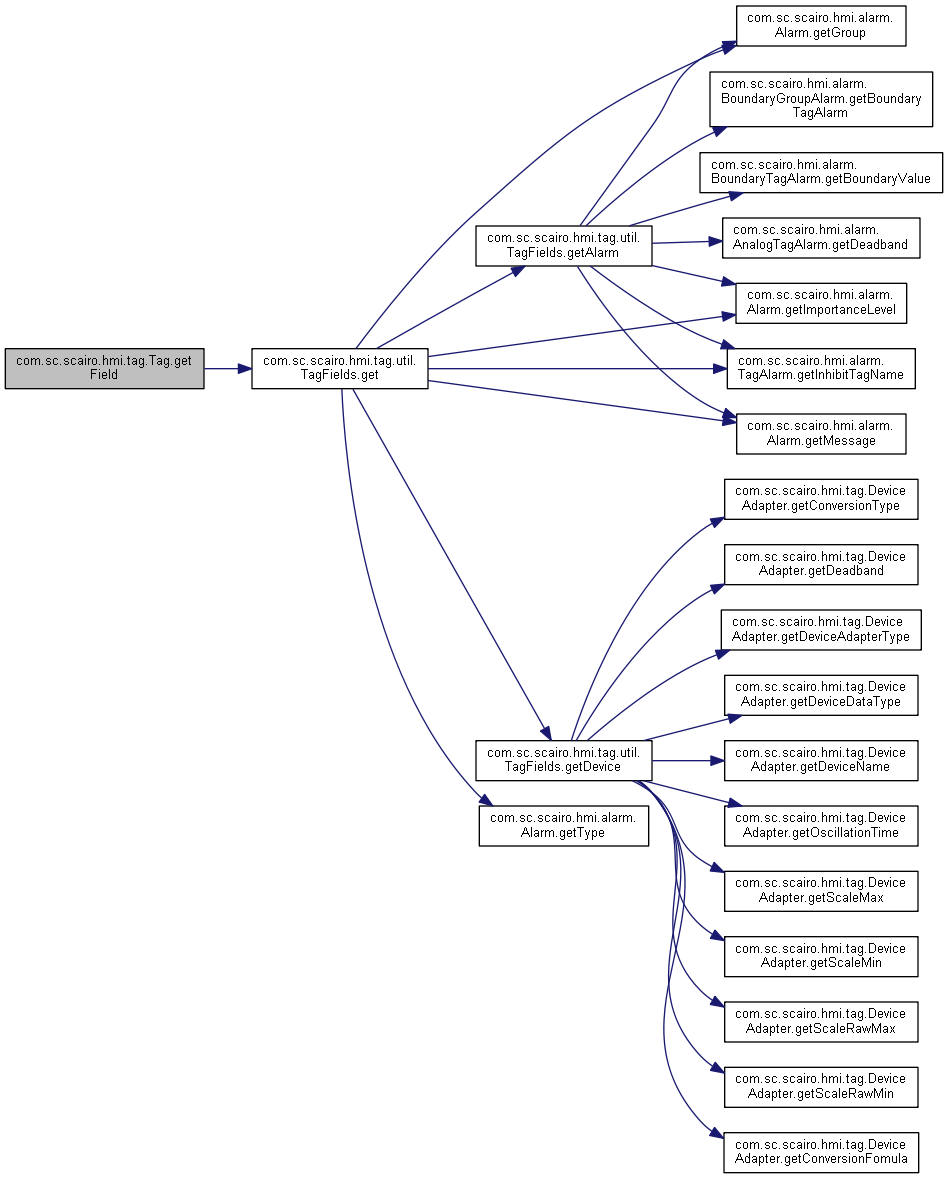 com.sc.scairo.hmi.tag.Tag.get
Field
com.sc.scairo.hmi.tag.util.
TagFields.get
com.sc.scairo.hmi.tag.util.
TagFields.getAlarm
com.sc.scairo.hmi.tag.util.
TagFields.getDevice
com.sc.scairo.hmi.alarm.
Alarm.getType
com.sc.scairo.hmi.alarm.
Alarm.getGroup
com.sc.scairo.hmi.alarm.
BoundaryGroupAlarm.getBoundary
TagAlarm
com.sc.scairo.hmi.alarm.
BoundaryTagAlarm.getBoundaryValue
com.sc.scairo.hmi.alarm.
AnalogTagAlarm.getDeadband
com.sc.scairo.hmi.alarm.
Alarm.getImportanceLevel
com.sc.scairo.hmi.alarm.
TagAlarm.getInhibitTagName
com.sc.scairo.hmi.alarm.
Alarm.getMessage
com.sc.scairo.hmi.tag.Device
Adapter.getConversionType
com.sc.scairo.hmi.tag.Device
Adapter.getDeadband
com.sc.scairo.hmi.tag.Device
Adapter.getDeviceAdapterType
com.sc.scairo.hmi.tag.Device
Adapter.getDeviceDataType
com.sc.scairo.hmi.tag.Device
Adapter.getDeviceName
com.sc.scairo.hmi.tag.Device
Adapter.getOscillationTime
com.sc.scairo.hmi.tag.Device
Adapter.getScaleMax
com.sc.scairo.hmi.tag.Device
Adapter.getScaleMin
com.sc.scairo.hmi.tag.Device
Adapter.getScaleRawMax
com.sc.scairo.hmi.tag.Device
Adapter.getScaleRawMin
com.sc.scairo.hmi.tag.Device
Adapter.getConversionFomula